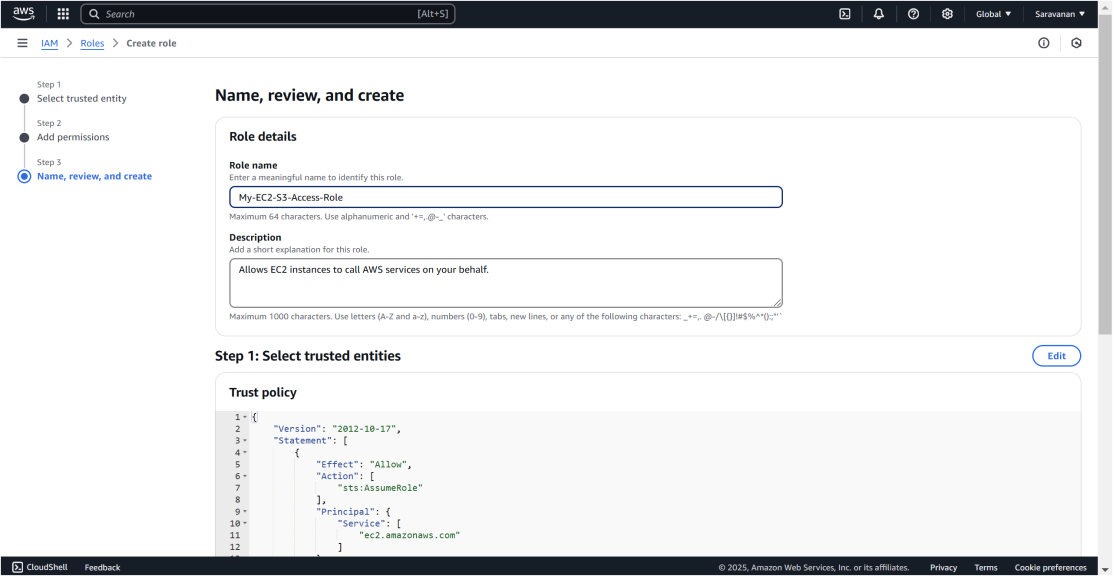 aws
Search [Alt+S]
Global ▼ Saravanan ▼
IAM > Roles > Create role
Step 1
Select trusted entity
Step 2
Add permissions
Step 3
Name, review, and create
Name, review, and create
Role details
Role name
Enter a meaningful name to identify this role.
My-EC2-S3-Access-Role
Maximum 64 characters. Use alphanumeric and '+=,.@-_' characters.
Description
Add a short explanation for this role.
Allows EC2 instances to call AWS services on your behalf.
Maximum 1000 characters. Use letters (A-Z and a-z), numbers (0-9), tabs, new lines, or any of the following characters: _+=,. @-/\[{}]!#$%^*();:"'`
Step 1: Select trusted entities
Edit
Trust policy
1 {
2 "Version": "2012-10-17",
3 "Statement": [
4 {
5 "Effect": "Allow",
6 "Action": [
7 "sts:AssumeRole"
8 ],
9 "Principal": {
10 "Service": [
11 "ec2.amazonaws.com"
12 ]
CloudShell Feedback © 2025, Amazon Web Services, Inc. or its affiliates. Privacy Terms Cookie preferences